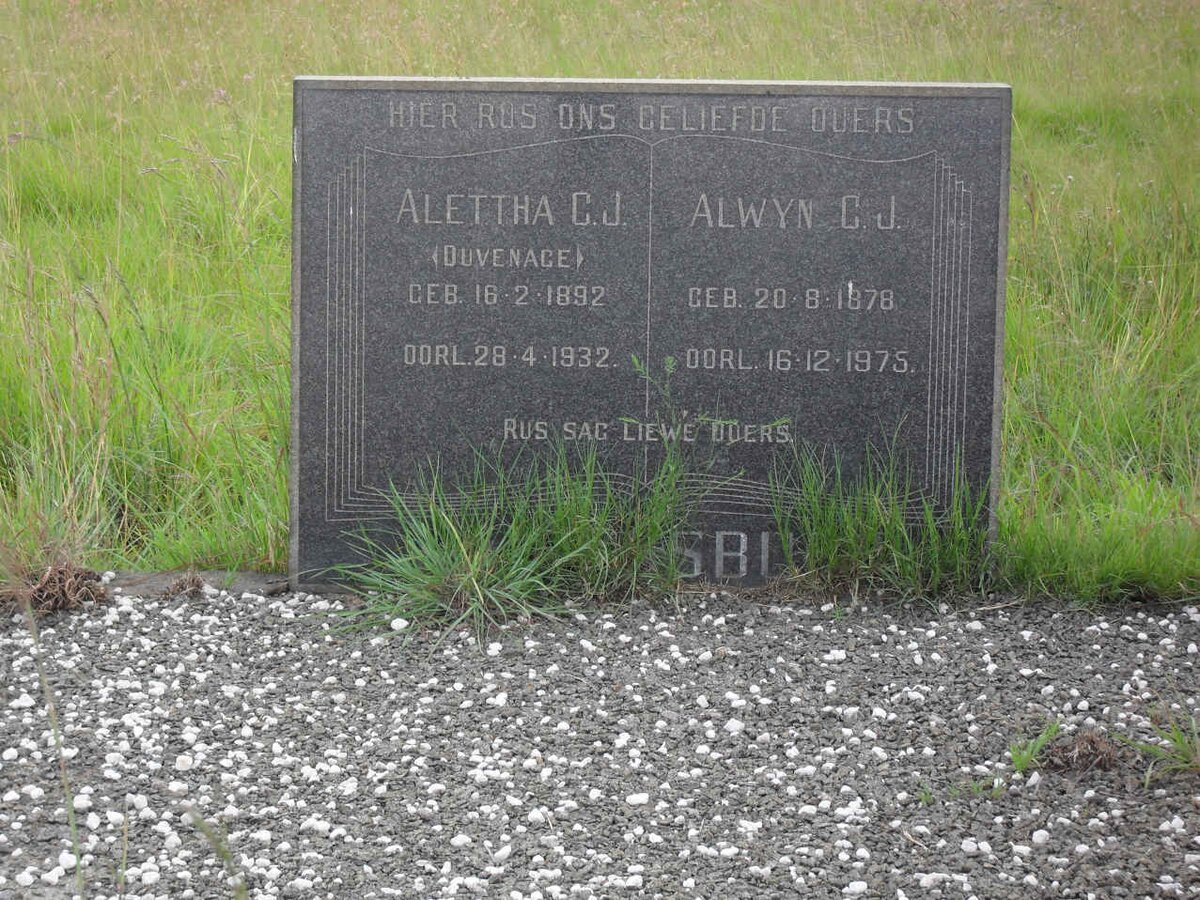 HIER RUS ONS GELIEFDE OUERS
ALETTHA C.J.
(DUVENAGE)
GEB. 16·2·1892
OORL. 28·4·1932.
ALWYN C.J.
GEB. 20·8·1878
OORL. 16·12·1975.
RUS SAG LIEWE OUERS